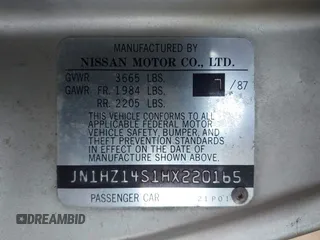 MANUFACTURED BY
NISSAN MOTOR CO., LTD.
GVWR 3665 LBS. 7/87
GAWR FR. 1984 LBS.
RR. 2205 LBS.
THIS VEHICLE CONFORMS TO ALL
APPLICABLE FEDERAL MOTOR
VEHICLE SAFETY, BUMPER, AND
THEFT PREVENTION STANDARDS
IN EFFECT ON THE DATE OF
MANUFACTURE SHOWN ABOVE.
JN1HZ14S1HX220165
PASSENGER CAR 21P01
DREAMBID